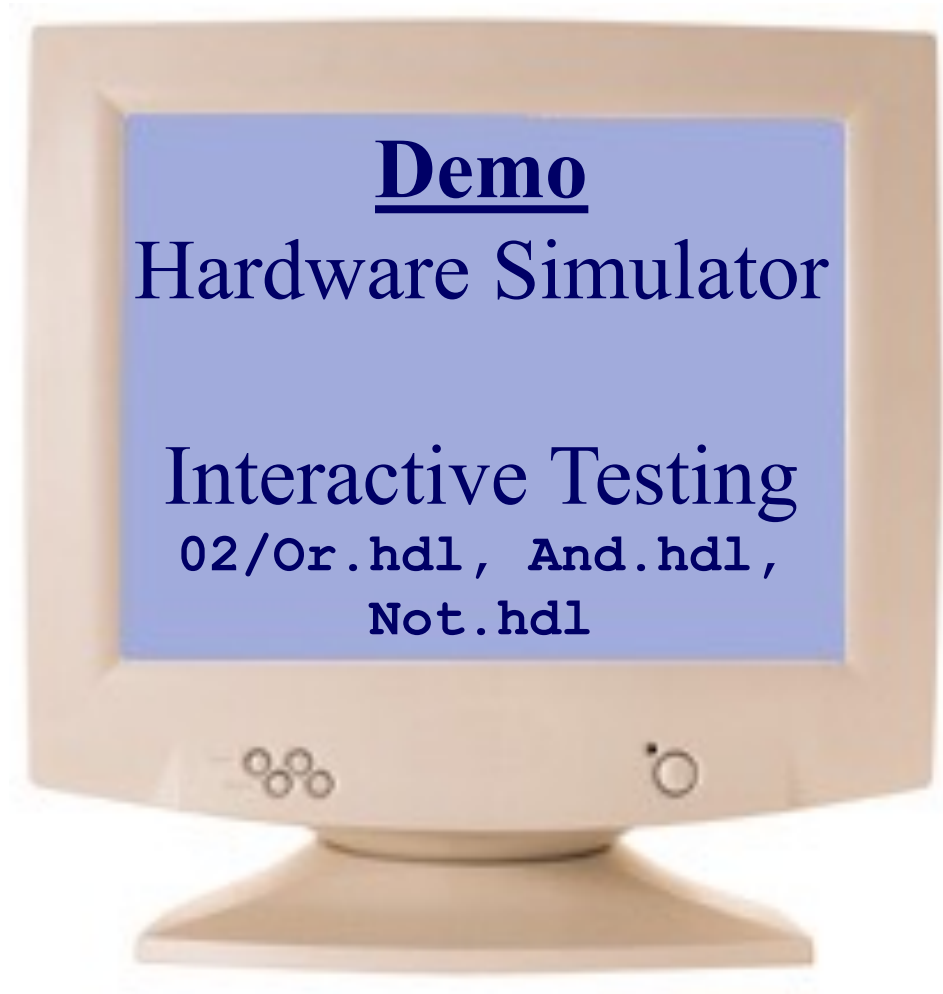 Demo
Hardware Simulator
Interactive Testing
02/Or.hdl, And.hdl,
Not.hdl